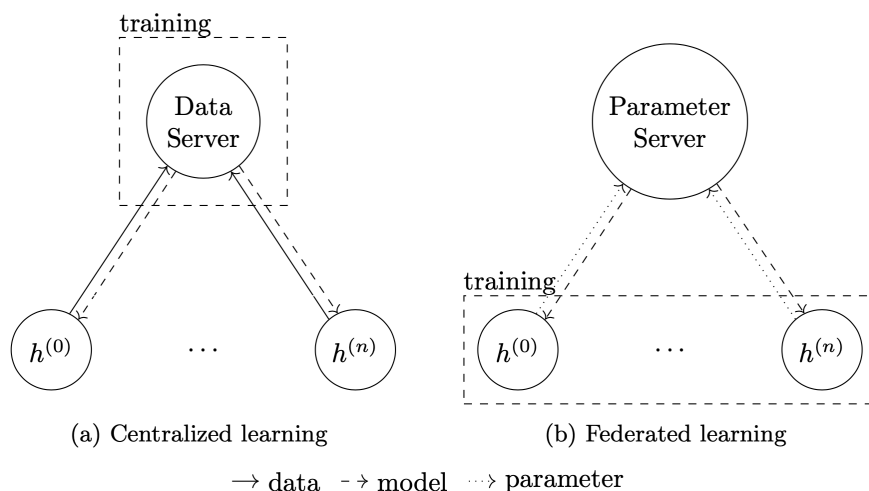 training
Data
Server
Parameter
Server
training
h^{(0)} ... h^{(n)} h^{(0)} ... h^{(n)}
(a) Centralized learning (b) Federated learning
data model parameter